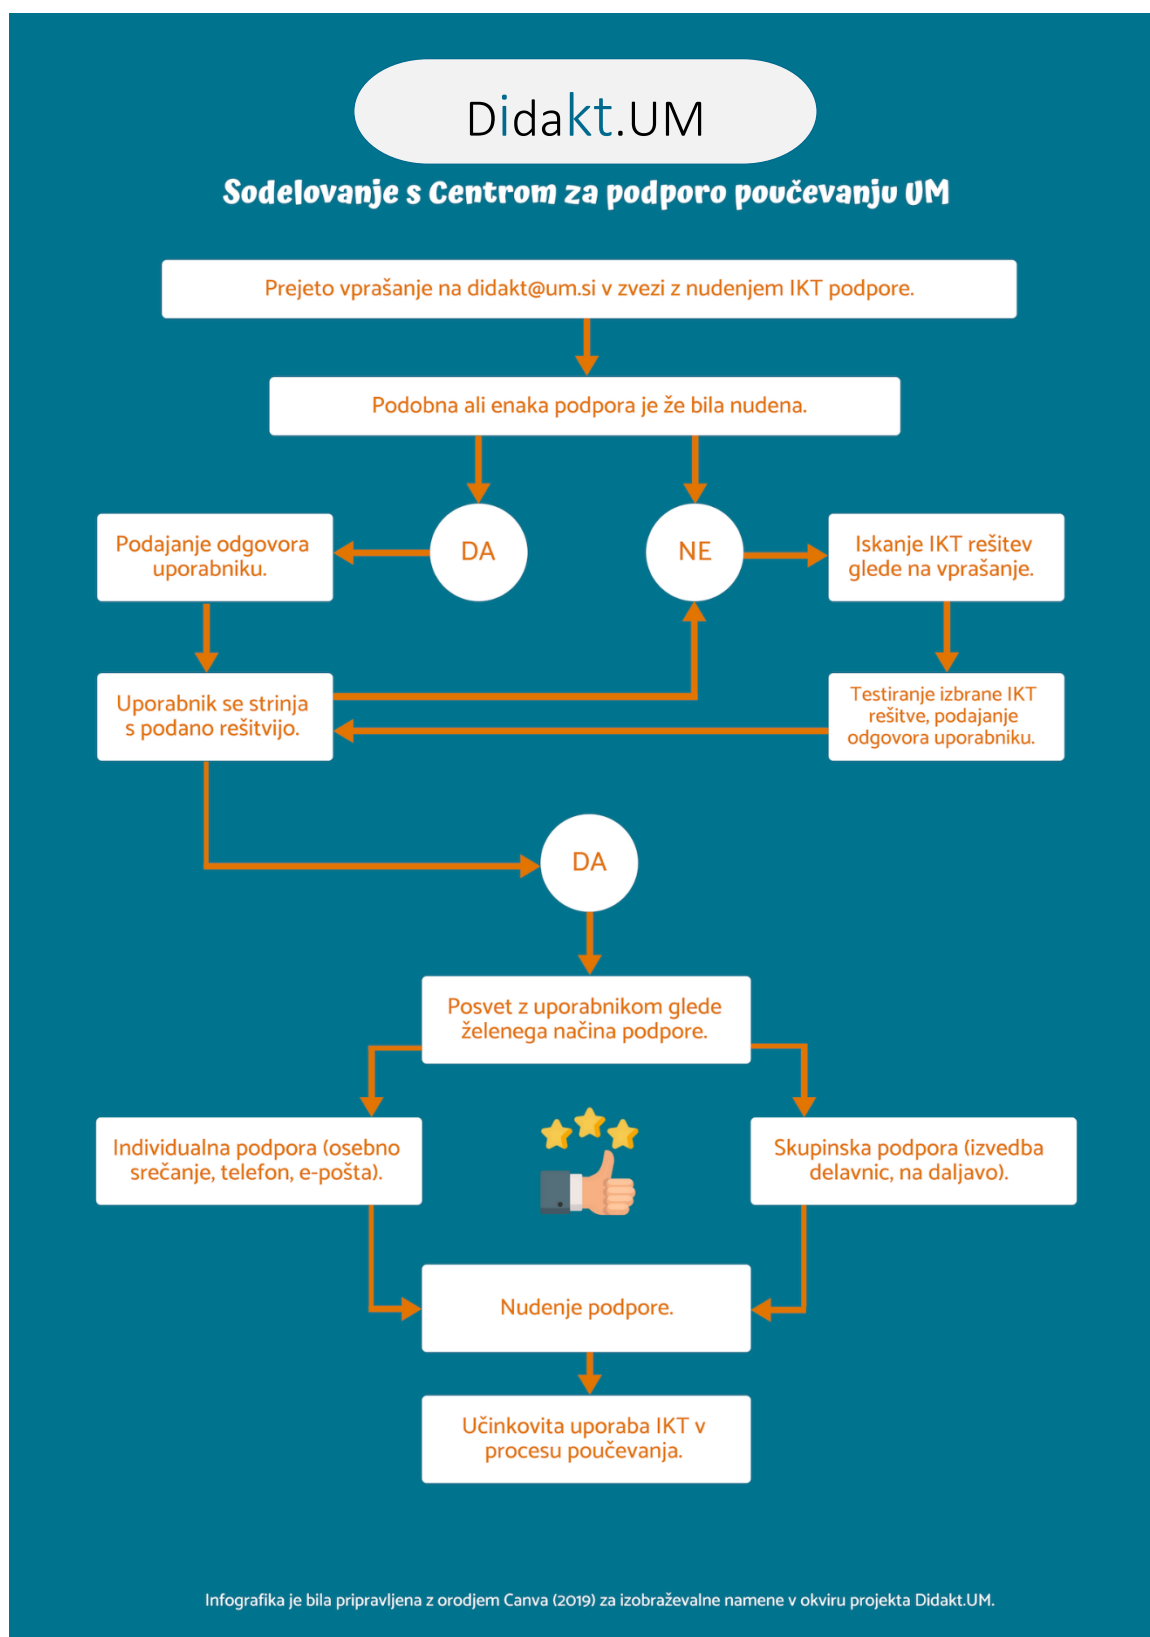 Didakt.UM
Sodelovanje s Centrom za podporo poučevanju UM
Prejeto vprašanje na didakt@um.si v zvezi z nudenjem IKT podpore.
Podobna ali enaka podpora je že bila nudena.
Podajanje odgovora
uporabniku.
DA
NE
Iskanje IKT rešitev
glede na vprašanje.
Uporabnik se strinja
s podano rešitvijo.
Testiranje izbrane IKT
rešitve, podajanje
odgovora uporabniku.
DA
Posvet z uporabnikom glede
želenega načina podpore.
Individualna podpora (osebno
srečanje, telefon, e-pošta).
Skupinska podpora (izvedba
delavnic, na daljavo).
Nudenje podpore.
Učinkovita uporaba IKT v
procesu poučevanja.
Infografika je bila pripravljena z orodjem Canva (2019) za izobraževalne namene v okviru projekta Didakt.UM.